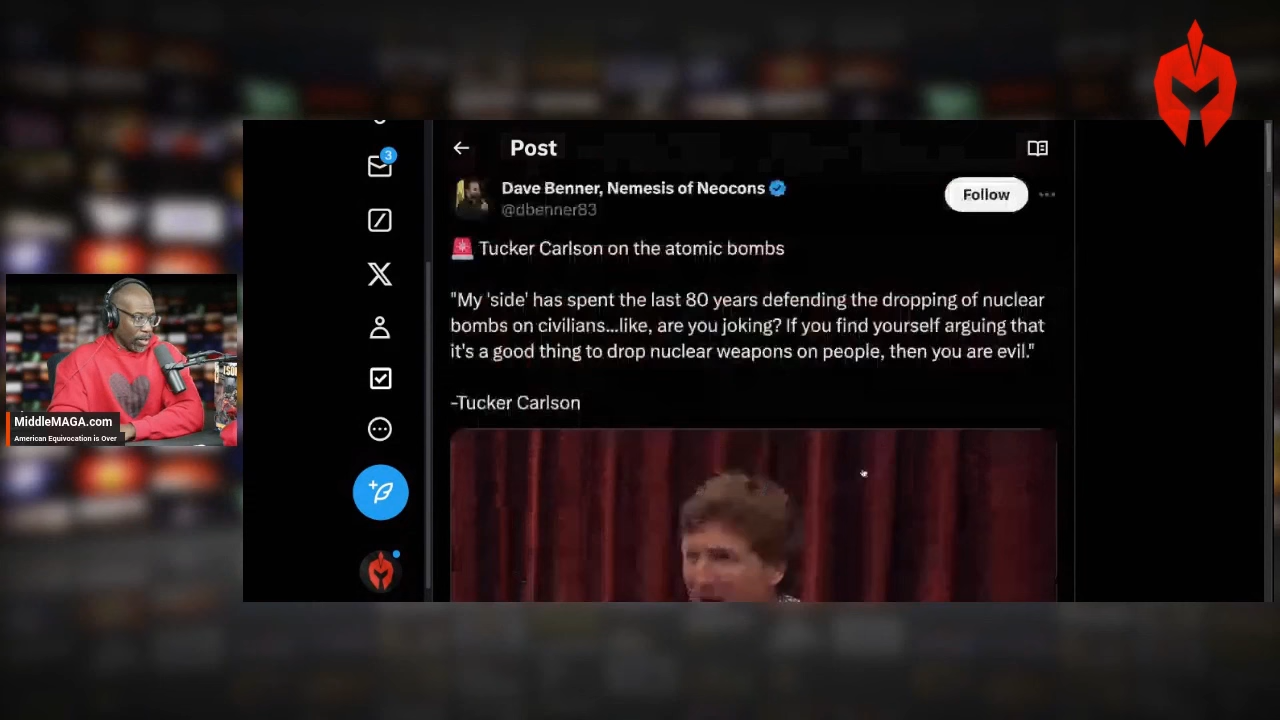 3
Post
Dave Benner, Nemesis of Neocons
@dbenner83
Follow
🚨 Tucker Carlson on the atomic bombs
"My 'side' has spent the last 80 years defending the dropping of nuclear
bombs on civilians...like, are you joking? If you find yourself arguing that
it's a good thing to drop nuclear weapons on people, then you are evil."
-Tucker Carlson
MiddleMAGA.com
American Equivocation is Over